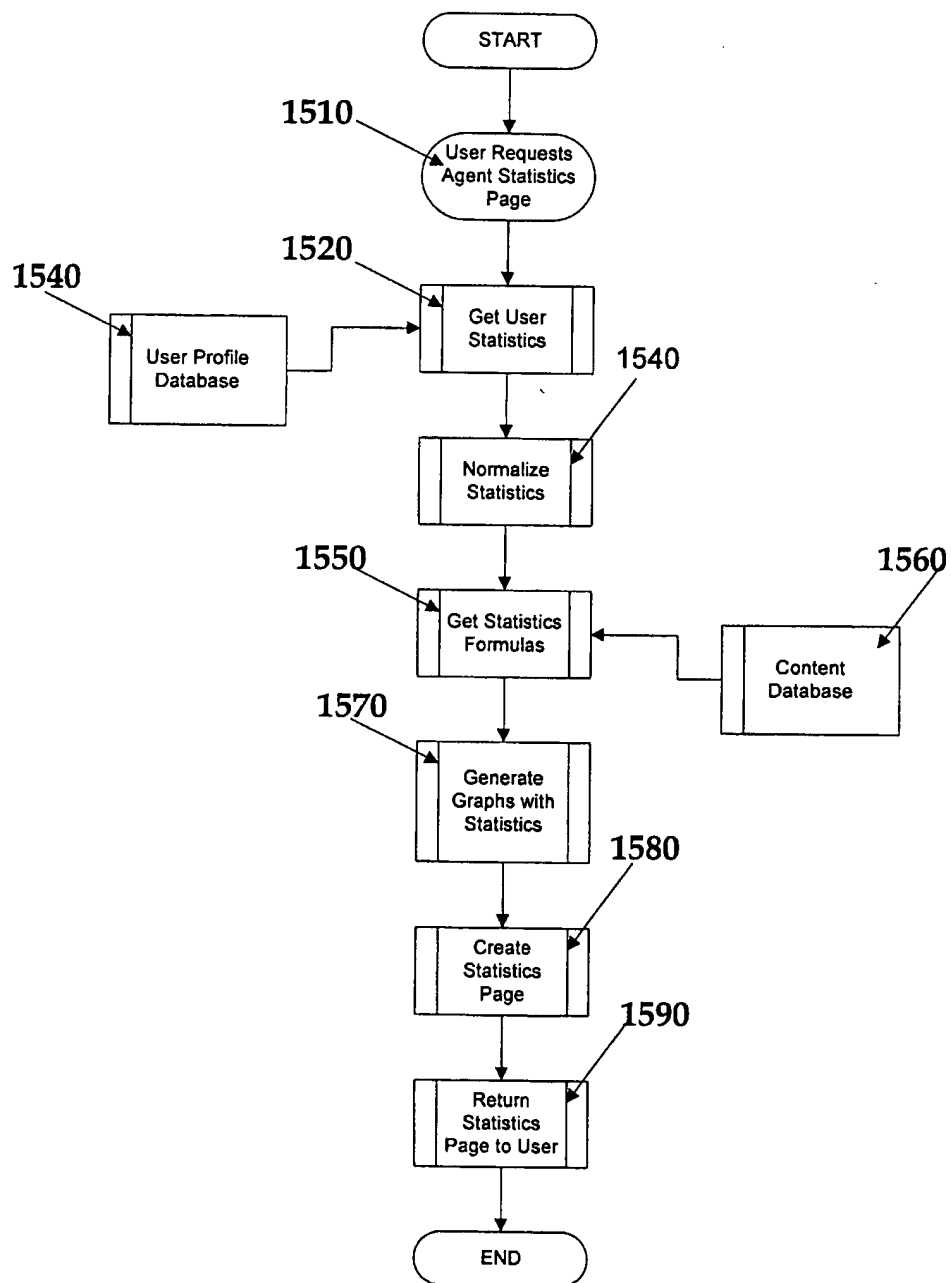 START
1510
User Requests
Agent Statistics
Page
1520
1540
Get User
Statistics
User Profile
Database
1540
Normalize
Statistics
1550
1560
Get Statistics
Formulas
Content
Database
1570
Generate
Graphs with
Statistics
1580
Create
Statistics
Page
1590
Return
Statistics
Page to User
END